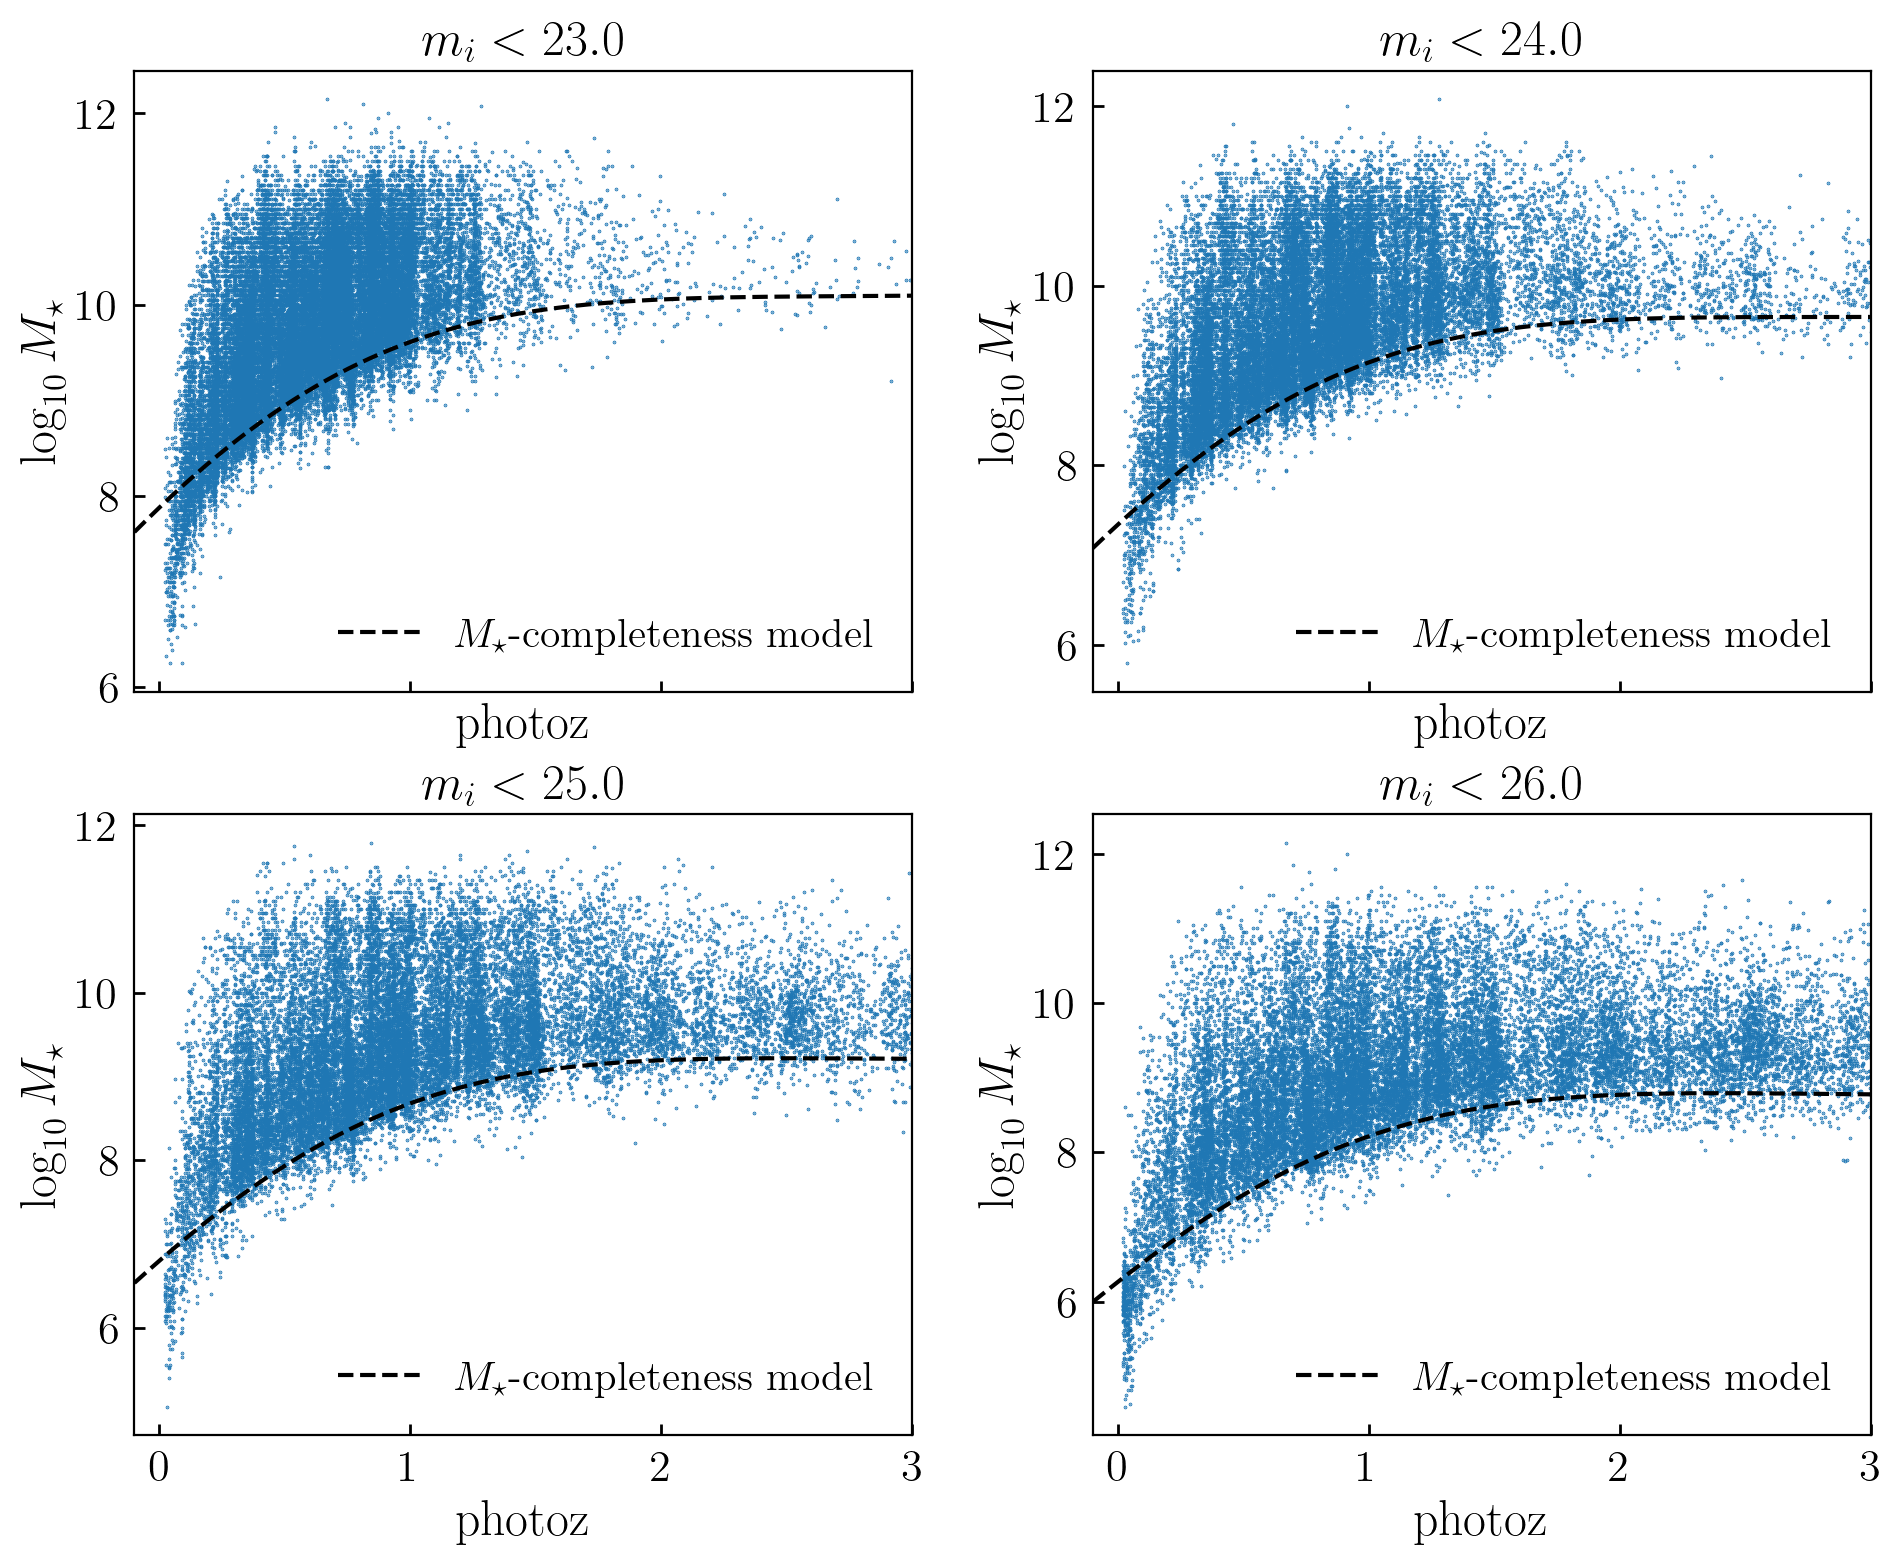 m_i < 23.0
12
10
8
6
log₁₀ M⋆
M⋆-completeness model
photoz
m_i < 24.0
12
10
8
6
log₁₀ M⋆
M⋆-completeness model
photoz
m_i < 25.0
12
10
8
6
log₁₀ M⋆
M⋆-completeness model
0 1 2 3
photoz
m_i < 26.0
12
10
8
6
log₁₀ M⋆
M⋆-completeness model
0 1 2 3
photoz